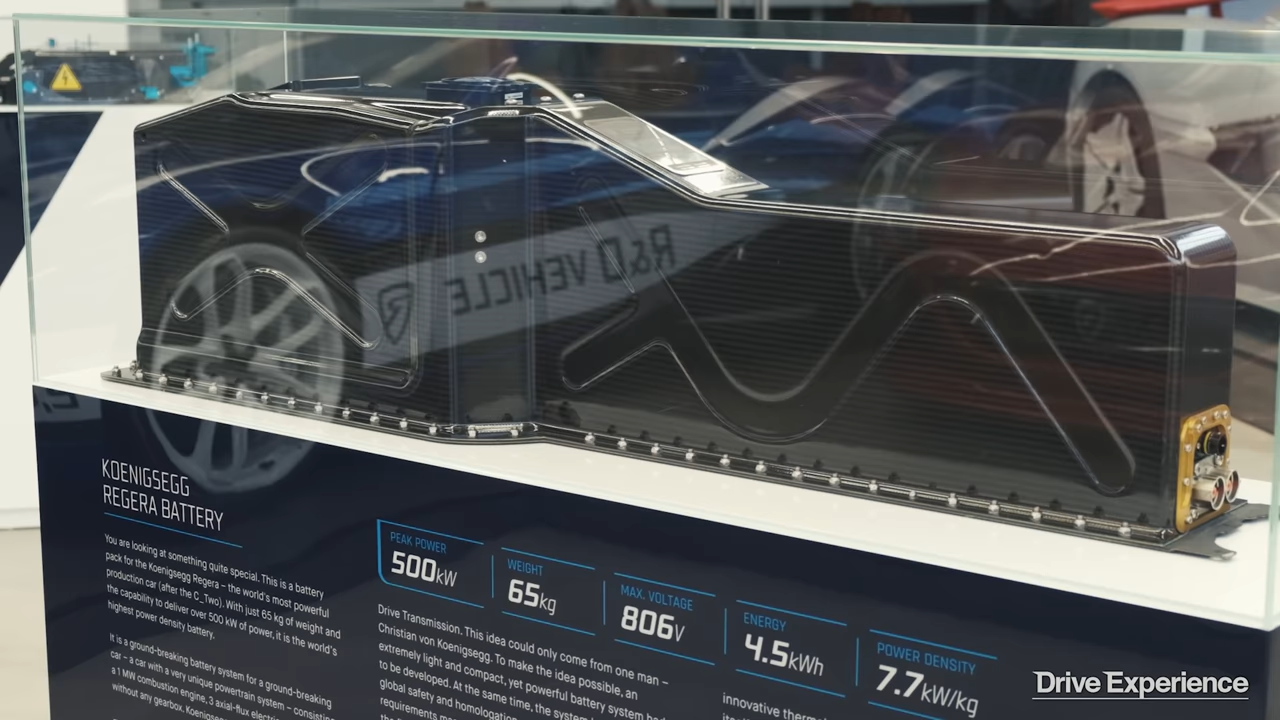 R&D VEHICLE
KOENIGSEGG
REGERA BATTERY
You are looking at something quite special. This is a battery
pack for the Koenigsegg Regera – the world's most powerful
production car (after the C_Two). With just 65 kg of weight and
the capability to deliver over 500 kW of power, it is the world's
highest power density battery.
It is a ground-breaking battery system for a ground-breaking
car – a car with a very unique powertrain system – consisting
a 1 MW combustion engine, 3 axial-flux electric
without any gearbox. Koenigsegg
PEAK POWER
500kW
WEIGHT
65kg
MAX. VOLTAGE
806V
ENERGY
4.5kWh
POWER DENSITY
7.7kW/kg
Drive Transmission. This idea could only come from one man –
Christian von Koenigsegg. To make the idea possible, an
extremely light and compact, yet powerful battery system had
to be developed. At the same time, the system
global safety and homologation
requirements
innovative thermal
Drive Experience